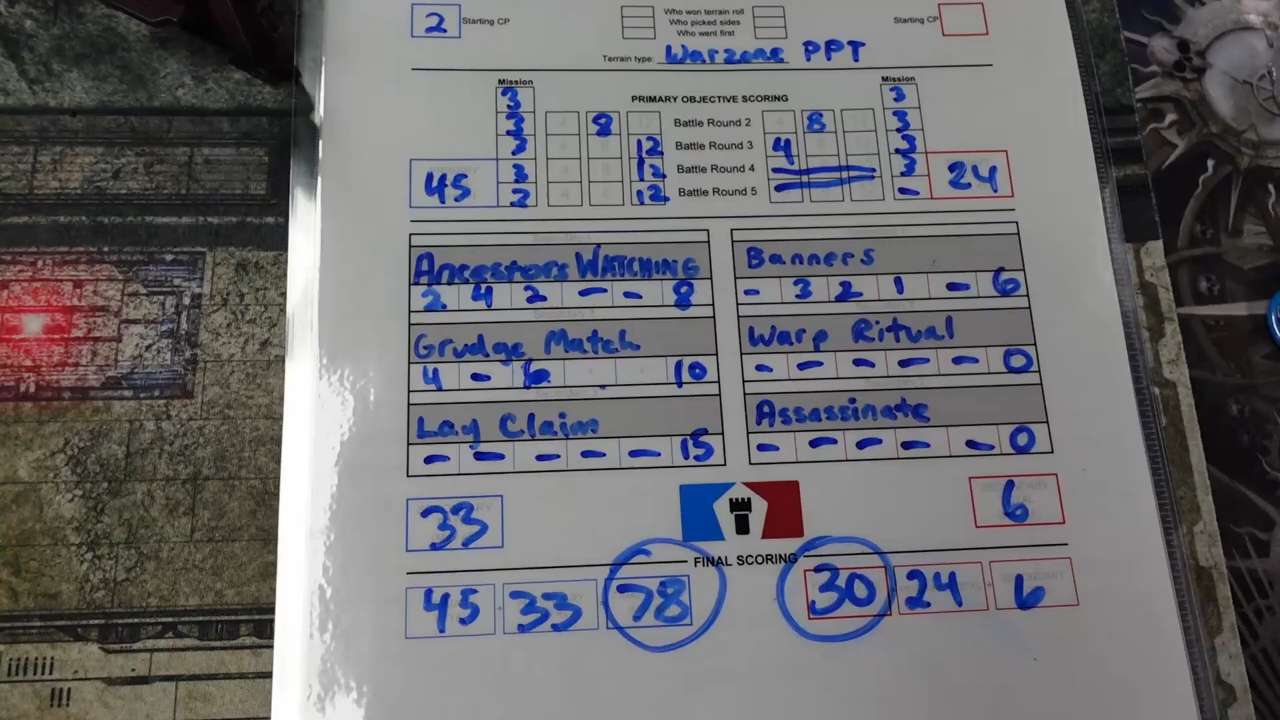 2 Starting CP Who won terrain roll Starting CP
Who picked sides
Who went first
Terrain type: Warzone PPT
Mission Mission
3 PRIMARY OBJECTIVE SCORING 3
3 8 Battle Round 2 8 3
3 12 Battle Round 3 4 3
45 3 12 Battle Round 4 3 24
2 12 Battle Round 5 -
Ancestors WATCHING Banners
2 4 2 - - 8 - 3 2 1 - 6
Grudge Match Warp Ritual
4 - 6 10 - - - - - 0
Lay Claim Assassinate
- - - - - 15 - - - - - 0
33 6
FINAL SCORING
45 33 78 30 24 6